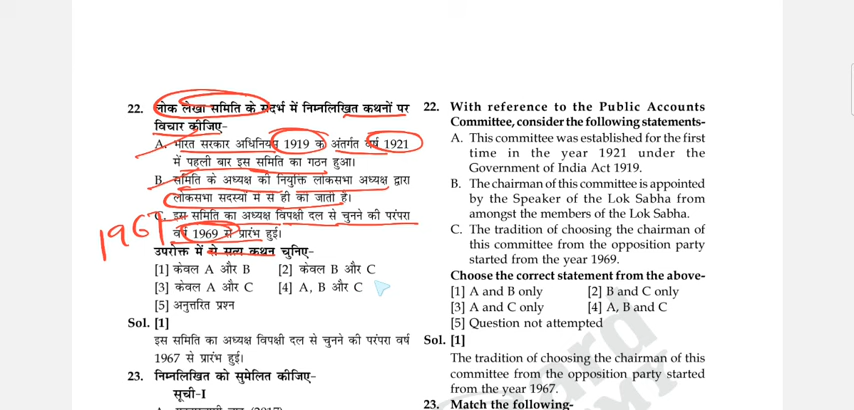 22. लोक लेखा समिति के संदर्भ में निम्नलिखित कथनों पर
विचार कीजिए-
A. भारत सरकार अधिनियम 1919 के अंतर्गत वर्ष 1921
में पहली बार इस समिति का गठन हुआ।
B. समिति के अध्यक्ष की नियुक्ति लोकसभा अध्यक्ष द्वारा
लोकसभा सदस्यों में से ही की जाती है।
C. इस समिति का अध्यक्ष विपक्षी दल से चुनने की परंपरा
वर्ष 1969 से प्रारंभ हुई।
1967
उपरोक्त में से सत्य कथन चुनिए-
[1] केवल A और B [2] केवल B और C
[3] केवल A और C [4] A, B और C
[5] अनुत्तरित प्रश्न
Sol. [1]
इस समिति का अध्यक्ष विपक्षी दल से चुनने की परंपरा वर्ष
1967 से प्रारंभ हुई।
23. निम्नलिखित को सुमेलित कीजिए-
सूची-I
22. With reference to the Public Accounts
Committee, consider the following statements-
A. This committee was established for the first
time in the year 1921 under the
Government of India Act 1919.
B. The chairman of this committee is appointed
by the Speaker of the Lok Sabha from
amongst the members of the Lok Sabha.
C. The tradition of choosing the chairman of
this committee from the opposition party
started from the year 1969.
Choose the correct statement from the above-
[1] A and B only [2] B and C only
[3] A and C only [4] A, B and C
[5] Question not attempted
Sol. [1]
The tradition of choosing the chairman of this
committee from the opposition party started
from the year 1967.
23. Match the following-